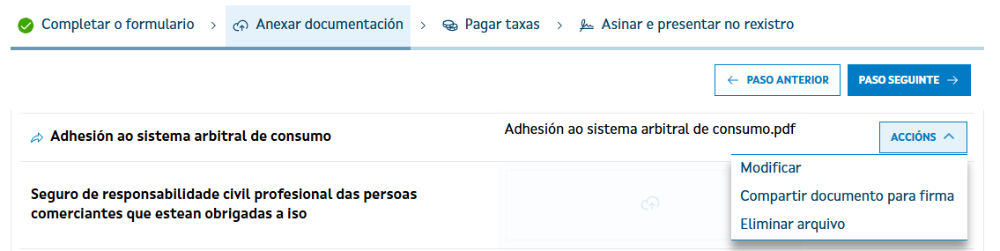 Completar o formulario
Anexar documentación
Pagar taxas
Asinar e presentar no rexistro
PASO ANTERIOR
PASO SEGUINTE
Adhesión ao sistema arbitral de consumo
Adhesión ao sistema arbitral de consumo.pdf
ACCIÓNS
Modificar
Compartir documento para firma
Eliminar arquivo
Seguro de responsabilidade civil profesional das persoas
comerciantes que estean obrigadas a iso